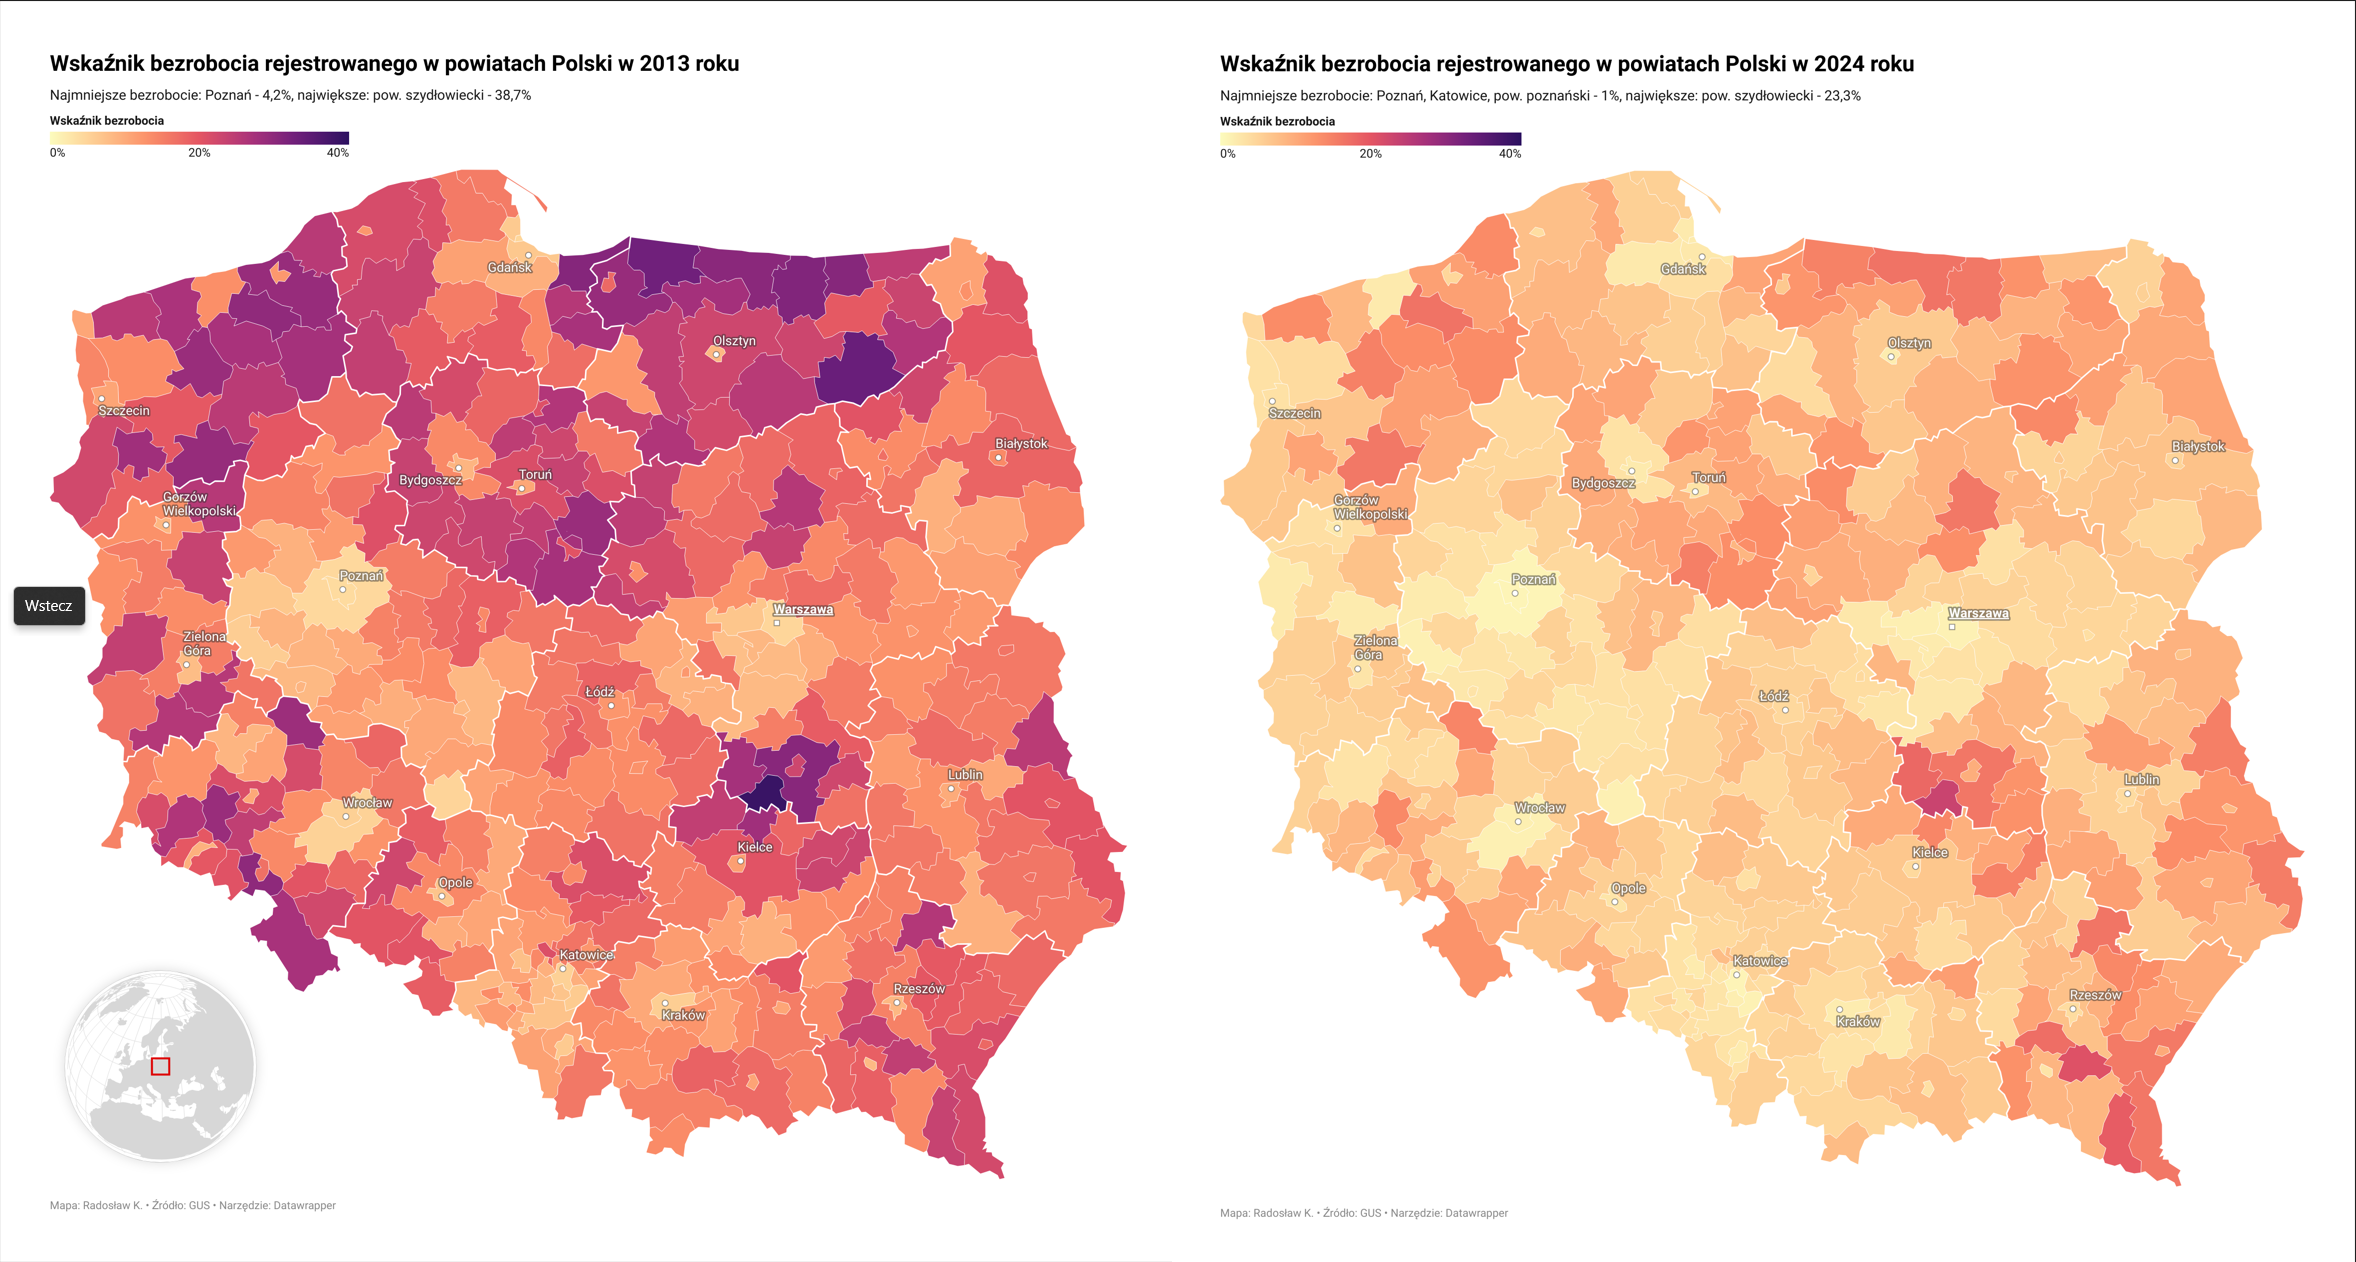 Wskaźnik bezrobocia rejestrowanego w powiatach Polski w 2013 roku
Najmniejsze bezrobocie: Poznań - 4,2%, największe: pow. szydłowiecki - 38,7%
Wskaźnik bezrobocia
0%
20%
40%
Gdańsk
Olsztyn
Szczecin
Białystok
Bydgoszcz
Toruń
Gorzów
Wielkopolski
Poznań
Wstecz
Warszawa
Zielona
Góra
Łódź
Lublin
Wrocław
Kielce
Opole
Katowice
Rzeszów
Kraków
Mapa: Radosław K. • Źródło: GUS • Narzędzie: Datawrapper
Wskaźnik bezrobocia rejestrowanego w powiatach Polski w 2024 roku
Najmniejsze bezrobocie: Poznań, Katowice, pow. poznański - 1%, największe: pow. szydłowiecki - 23,3%
Wskaźnik bezrobocia
0%
20%
40%
Gdańsk
Olsztyn
Szczecin
Białystok
Bydgoszcz
Toruń
Gorzów
Wielkopolski
Poznań
Warszawa
Zielona
Góra
Łódź
Lublin
Wrocław
Kielce
Opole
Katowice
Rzeszów
Kraków
Mapa: Radosław K. • Źródło: GUS • Narzędzie: Datawrapper